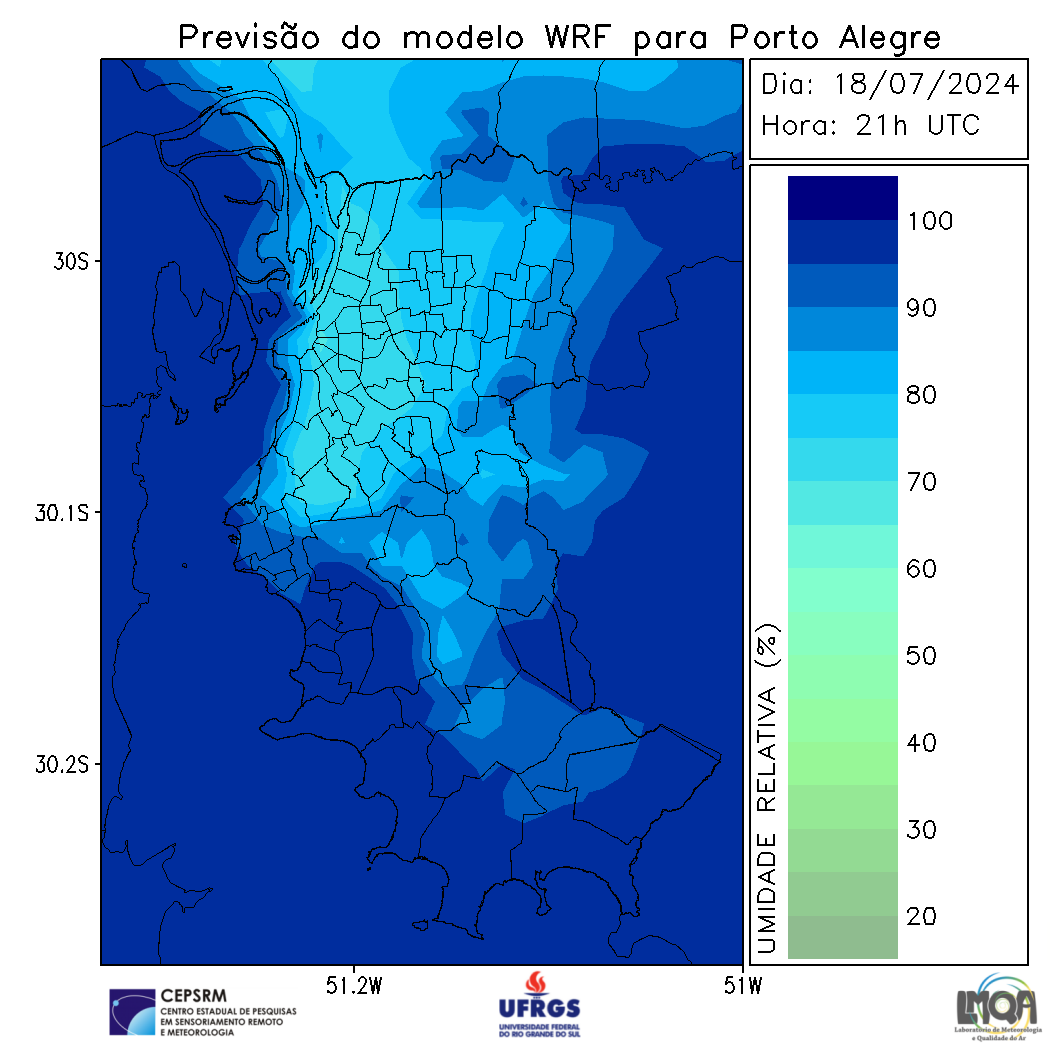 Previsão do modelo WRF para Porto Alegre
Dia: 18/07/2024
Hora: 21h UTC
100
90
80
70
60
50
40
30
20
UMIDADE RELATIVA (%)
30S
30.1S
30.2S
51.2W
51W
CEPSRM
CENTRO ESTADUAL DE PESQUISAS
EM SENSORIAMENTO REMOTO
E METEOROLOGIA
UFRGS
UNIVERSIDADE FEDERAL
DO RIO GRANDE DO SUL
LMQA
Laboratório de Meteorologia
e Qualidade do Ar